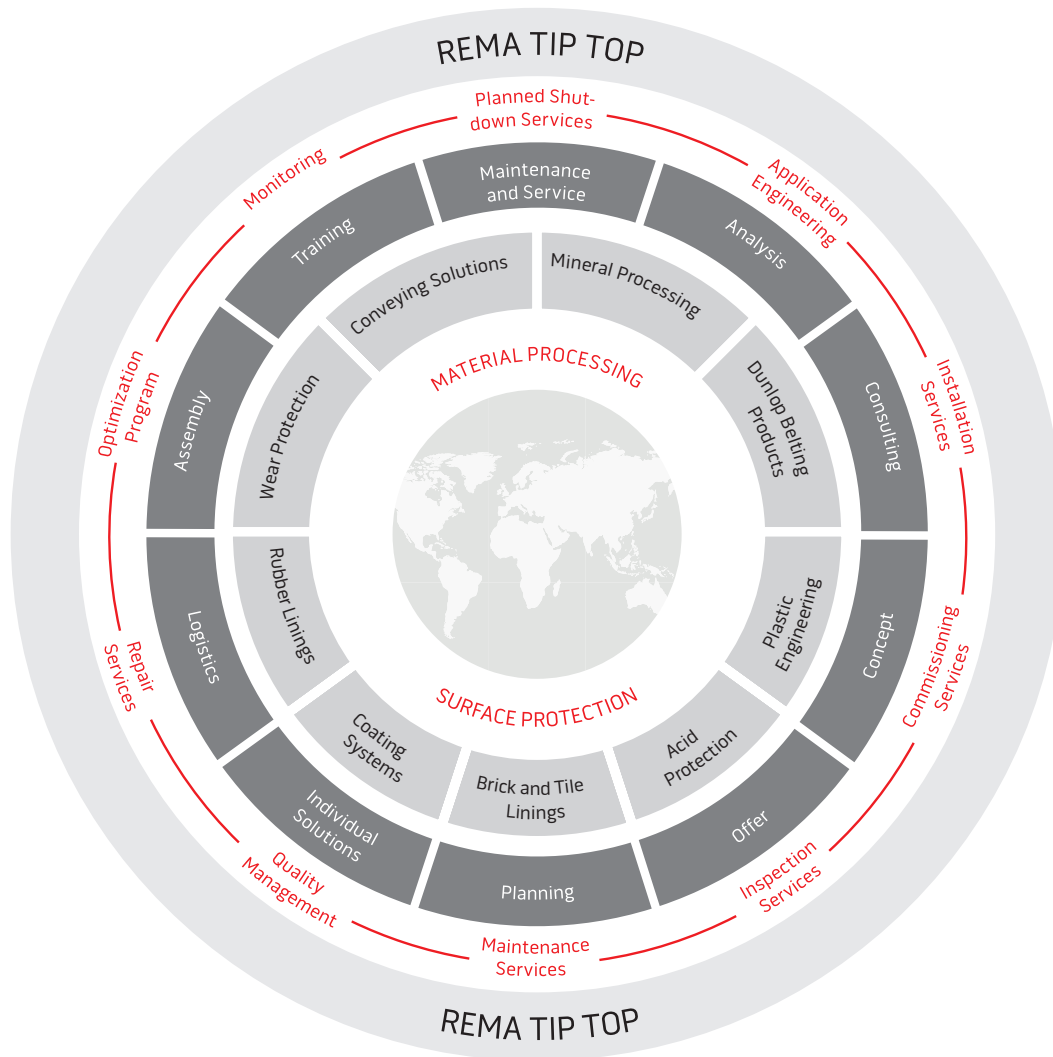 REMA TIP TOP
Planned Shut-
down Services
Application
Engineering
Installation
Services
Commissioning
Services
Inspection
Services
Maintenance
Services
Quality
Management
Repair
Services
Optimization
Program
Monitoring
Maintenance
and Service
Analysis
Consulting
Concept
Offer
Planning
Individual
Solutions
Logistics
Assembly
Training
Conveying Solutions
Mineral Processing
Dunlop Belting
Products
Plastic
Engineering
Acid
Protection
Brick and Tile
Linings
Coating
Systems
Rubber Linings
Wear Protection
MATERIAL PROCESSING
SURFACE PROTECTION
REMA TIP TOP